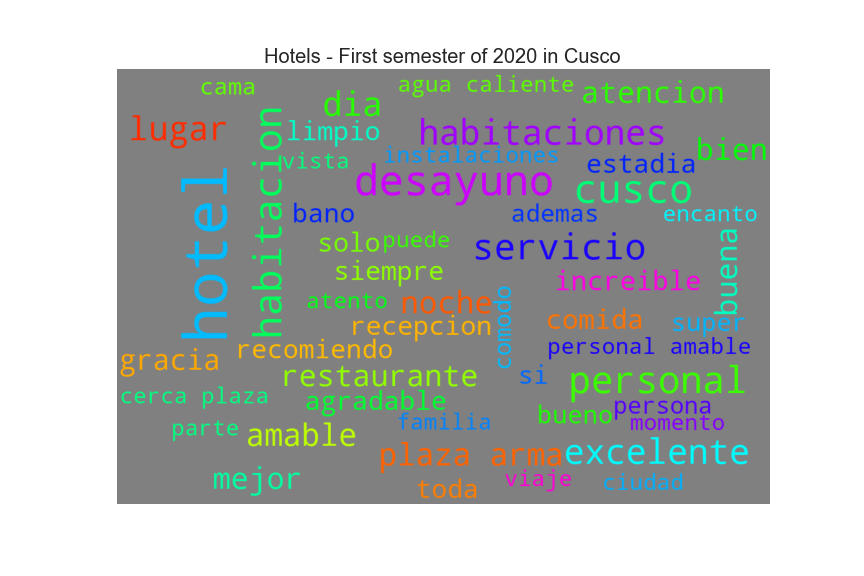 Hotels - First semester of 2020 in Cusco
cama
agua caliente
atencion
dia
lugar
limpio
habitaciones
bien
vista
instalaciones
estadia
desayuno
cusco
hotel
habitacion
bano
ademas
encanto
solo
puede
servicio
buena
siempre
increible
atento
noche
comodo
recepcion
comida
super
gracia
recomiendo
personal amable
restaurante
si
personal
cerca plaza
agradable
persona
bueno
familia
momento
parte
amable
plaza arma
excelente
mejor
viaje
ciudad
toda